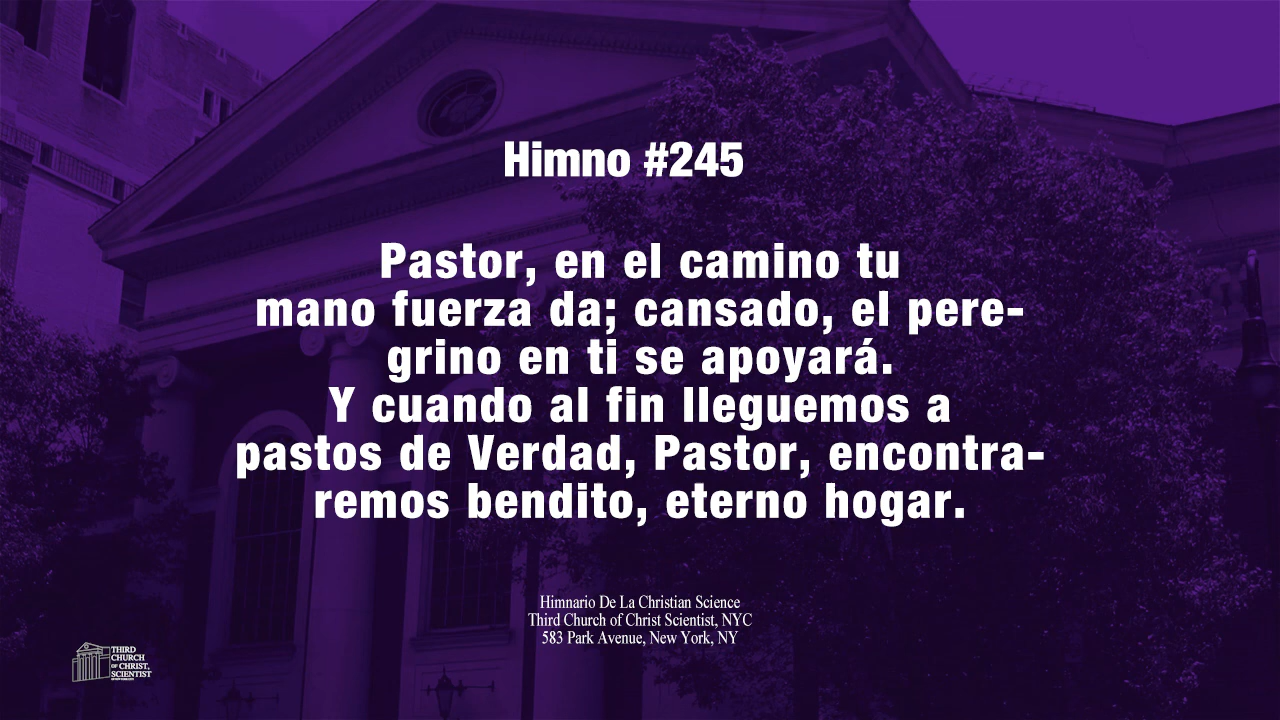 Himno #245
Pastor, en el camino tu
mano fuerza da; cansado, el pere-
grino en ti se apoyará.
Y cuando al fin lleguemos a
pastos de Verdad, Pastor, encontra-
remos bendito, eterno hogar.
Himnario De La Christian Science
Third Church of Christ Scientist, NYC
583 Park Avenue, New York, NY
THIRD
CHURCH
OF CHRIST,
SCIENTIST